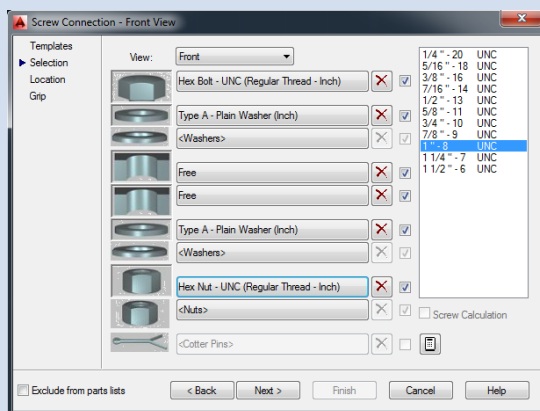 Screw Connection - Front View
Templates
Selection
Location
Grip
View:
Front
Hex Bolt - UNC (Regular Thread - Inch)
Type A - Plain Washer (Inch)
<Washers>
Free
Free
Type A - Plain Washer (Inch)
<Washers>
Hex Nut - UNC (Regular Thread - Inch)
<Nuts>
<Cotter Pins>
1/4 " - 20 UNC
5/16 " - 18 UNC
3/8 " - 16 UNC
7/16 " - 14 UNC
1/2 " - 13 UNC
5/8 " - 11 UNC
3/4 " - 10 UNC
7/8 " - 9 UNC
1 " - 8 UNC
1 1/4 " - 7 UNC
1 1/2 " - 6 UNC
Screw Calculation
Exclude from parts lists
< Back
Next >
Finish
Cancel
Help